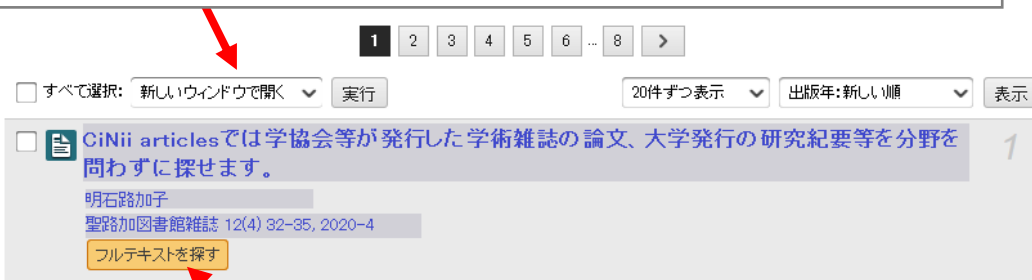 1 2 3 4 5 6 … 8 >
すべて選択: 新しいウィンドウで開く 実行 20件ずつ表示 出版年:新しい順 表示
CiNii articlesでは学協会等が発行した学術雑誌の論文、大学発行の研究紀要等を分野を 1
問わずに探せます。
明石路加子
聖路加図書館雑誌 12(4) 32-35, 2020-4
フルテキストを探す